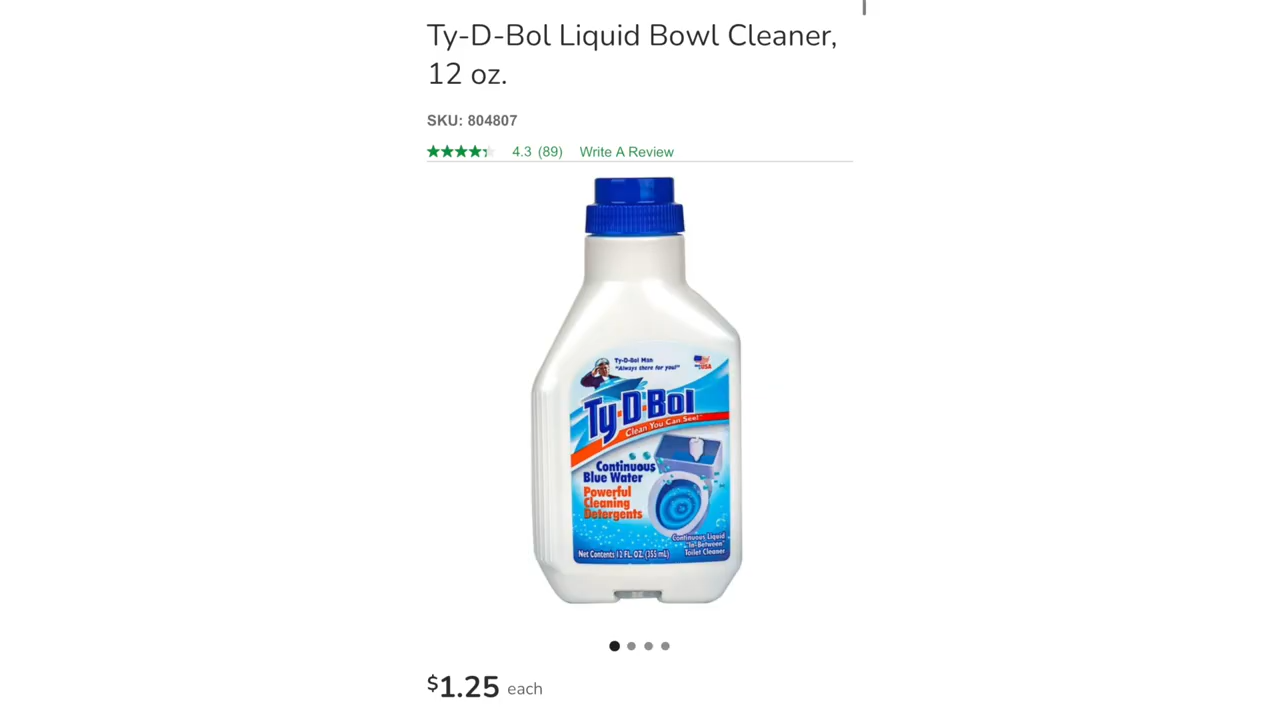 Ty-D-Bol Liquid Bowl Cleaner,
12 oz.
SKU: 804807
4.3 (89) Write A Review
Ty-D-Bol Man
"Always there for you!"
USA
Ty-D-Bol
Clean You Can See!
Continuous
Blue Water
Powerful
Cleaning
Detergents
Continuous Liquid
"In-Between"
Toilet Cleaner
Net Contents 12 FL. OZ. (355 mL)
$1.25 each